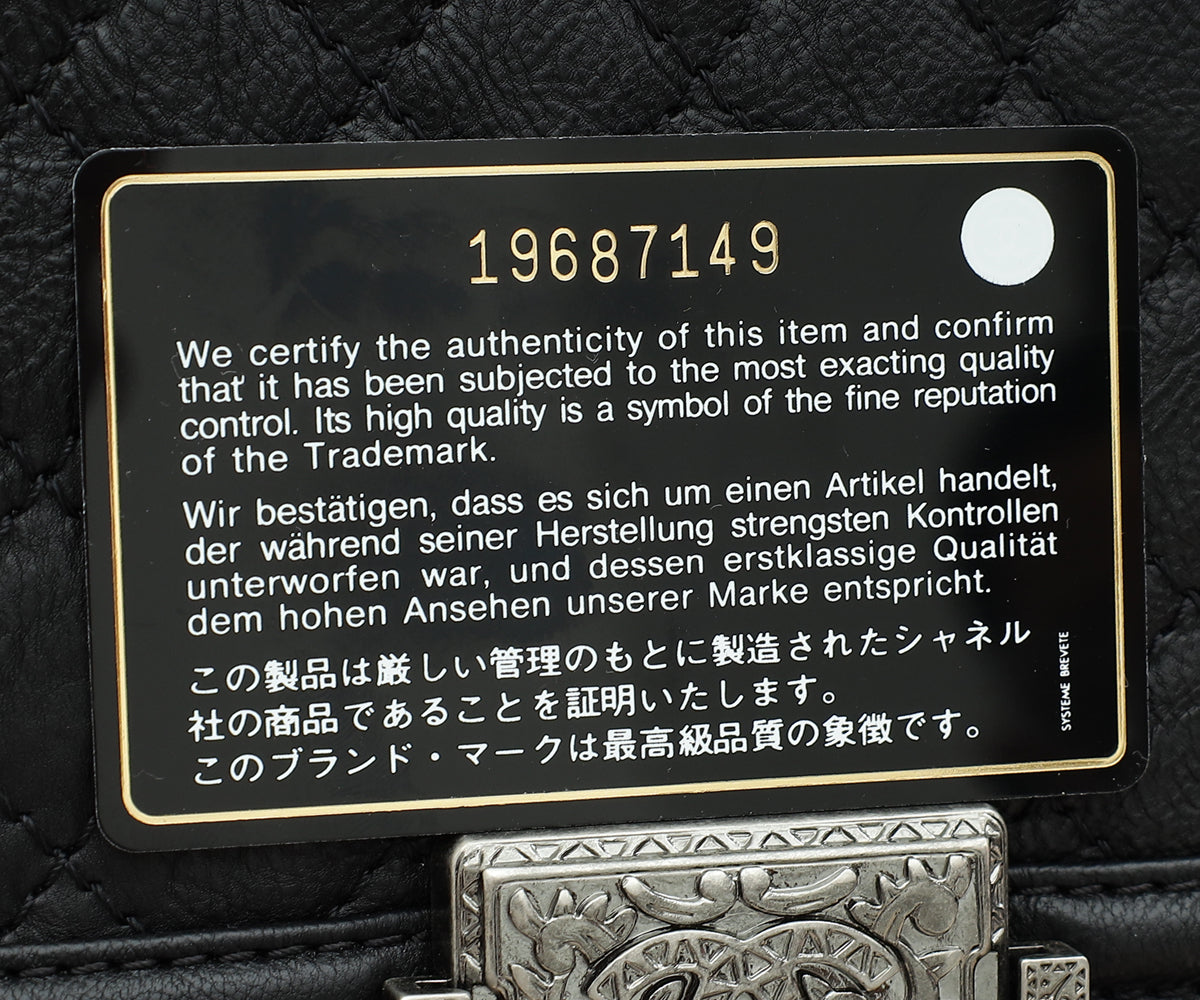 19687149
We certify the authenticity of this item and confirm
that it has been subjected to the most exacting quality
control. Its high quality is a symbol of the fine reputation
of the Trademark.
Wir bestätigen, dass es sich um einen Artikel handelt,
der während seiner Herstellung strengsten Kontrollen
unterworfen war, und dessen erstklassige Qualität
dem hohen Ansehen unserer Marke entspricht.
この製品は厳しい管理のもとに製造されたシャネル
社の商品であることを証明いたします。
このブランド・マークは最高級品質の象徴です。
SYSTEME BREVETE